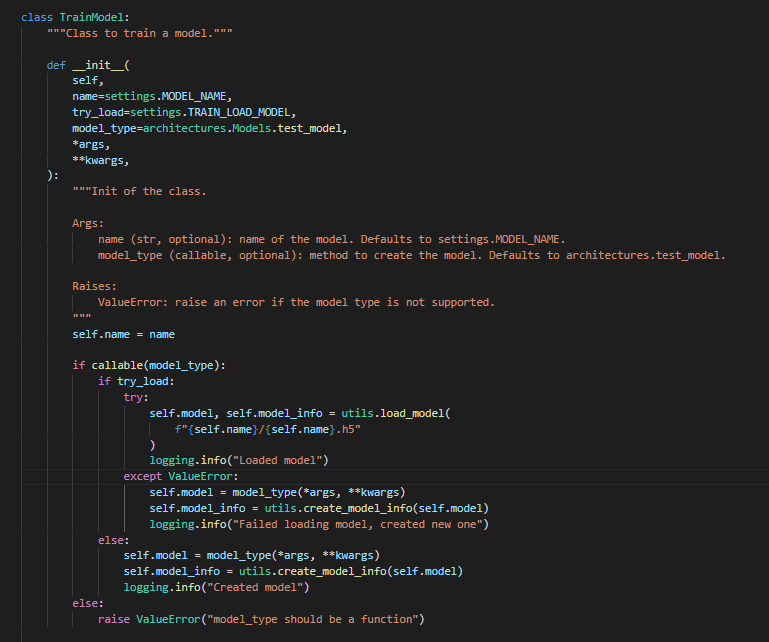 class TrainModel:
    """Class to train a model."""

    def __init__(
        self,
        name=settings.MODEL_NAME,
        try_load=settings.TRAIN_LOAD_MODEL,
        model_type=architectures.Models.test_model,
        *args,
        **kwargs,
    ):
        """Init of the class.

        Args:
            name (str, optional): name of the model. Defaults to settings.MODEL_NAME.
            model_type (callable, optional): method to create the model. Defaults to architectures.test_model.

        Raises:
            ValueError: raise an error if the model type is not supported.
        """
        self.name = name

        if callable(model_type):
            if try_load:
                try:
                    self.model, self.model_info = utils.load_model(
                        f"{self.name}/{self.name}.h5"
                    )
                    logging.info("Loaded model")
                except ValueError:
                    self.model = model_type(*args, **kwargs)
                    self.model_info = utils.create_model_info(self.model)
                    logging.info("Failed loading model, created new one")
            else:
                self.model = model_type(*args, **kwargs)
                self.model_info = utils.create_model_info(self.model)
                logging.info("Created model")
        else:
            raise ValueError("model_type should be a function")